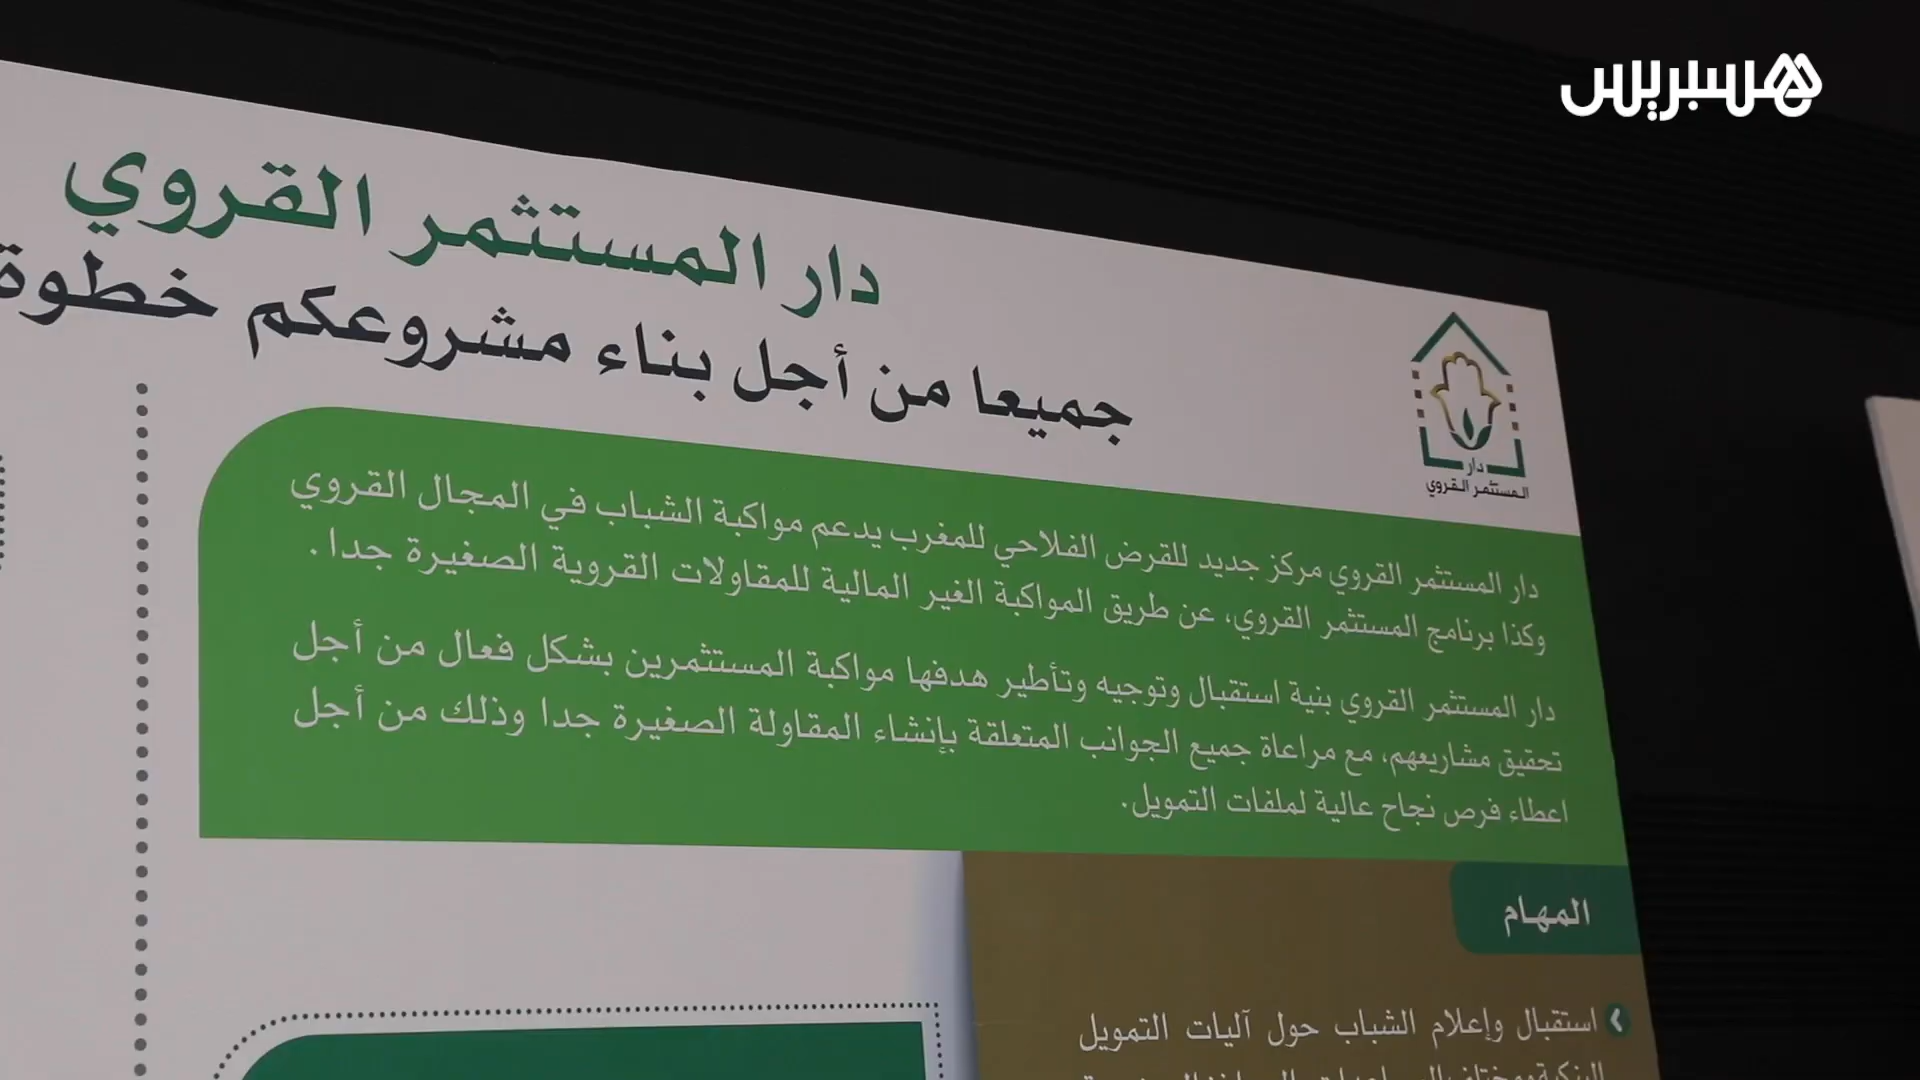 هسبريس
دار المستثمر القروي
جميعا من أجل بناء مشروعكم خطوة
دار
المستثمر القروي
دار المستثمر القروي مركز جديد للقرض الفلاحي للمغرب يدعم مواكبة الشباب في المجال القروي
وكذا برنامج المستثمر القروي، عن طريق المواكبة الغير المالية للمقاولات القروية الصغيرة جدا.
دار المستثمر القروي بنية استقبال وتوجيه وتأطير هدفها مواكبة المستثمرين بشكل فعال من أجل
تحقيق مشاريعهم، مع مراعاة جميع الجوانب المتعلقة بإنشاء المقاولة الصغيرة جدا وذلك من أجل
اعطاء فرص نجاح عالية لملفات التمويل.
المهام
استقبال وإعلام الشباب حول آليات التمويل